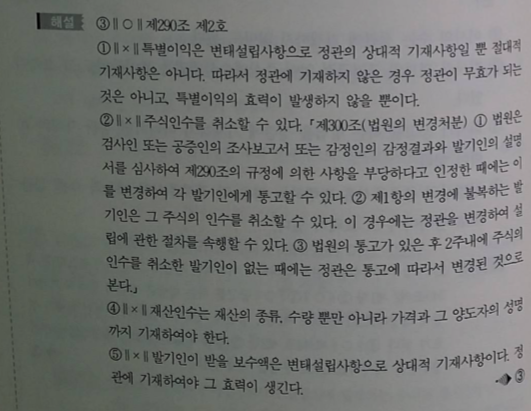 해설 ③ ‖○‖ 제290조 제2호
① ‖×‖ 특별이익은 변태설립사항으로 정관의 상대적 기재사항일 뿐 절대적
기재사항은 아니다. 따라서 정관에 기재하지 않은 경우 정관이 무효가 되는
것은 아니고, 특별이익의 효력이 발생하지 않을 뿐이다.
② ‖×‖ 주식인수를 취소할 수 있다. 「제300조(법원의 변경처분) ① 법원은
검사인 또는 공증인의 조사보고서 또는 감정인의 감정결과와 발기인의 설명
서를 심사하여 제290조의 규정에 의한 사항을 부당하다고 인정한 때에는 이
를 변경하여 각 발기인에게 통고할 수 있다. ② 제1항의 변경에 불복하는 발
기인은 그 주식의 인수를 취소할 수 있다. 이 경우에는 정관을 변경하여 설
립에 관한 절차를 속행할 수 있다. ③ 법원의 통고가 있은 후 2주내에 주식의
인수를 취소한 발기인이 없는 때에는 정관은 통고에 따라서 변경된 것으로
본다.」
④ ‖×‖ 재산인수는 재산의 종류, 수량 뿐만 아니라 가격과 그 양도자의 성명
까지 기재하여야 한다.
⑤ ‖×‖ 발기인이 받을 보수액은 변태설립사항으로 상대적 기재사항이다. 정
관에 기재하여야 그 효력이 생긴다.
③